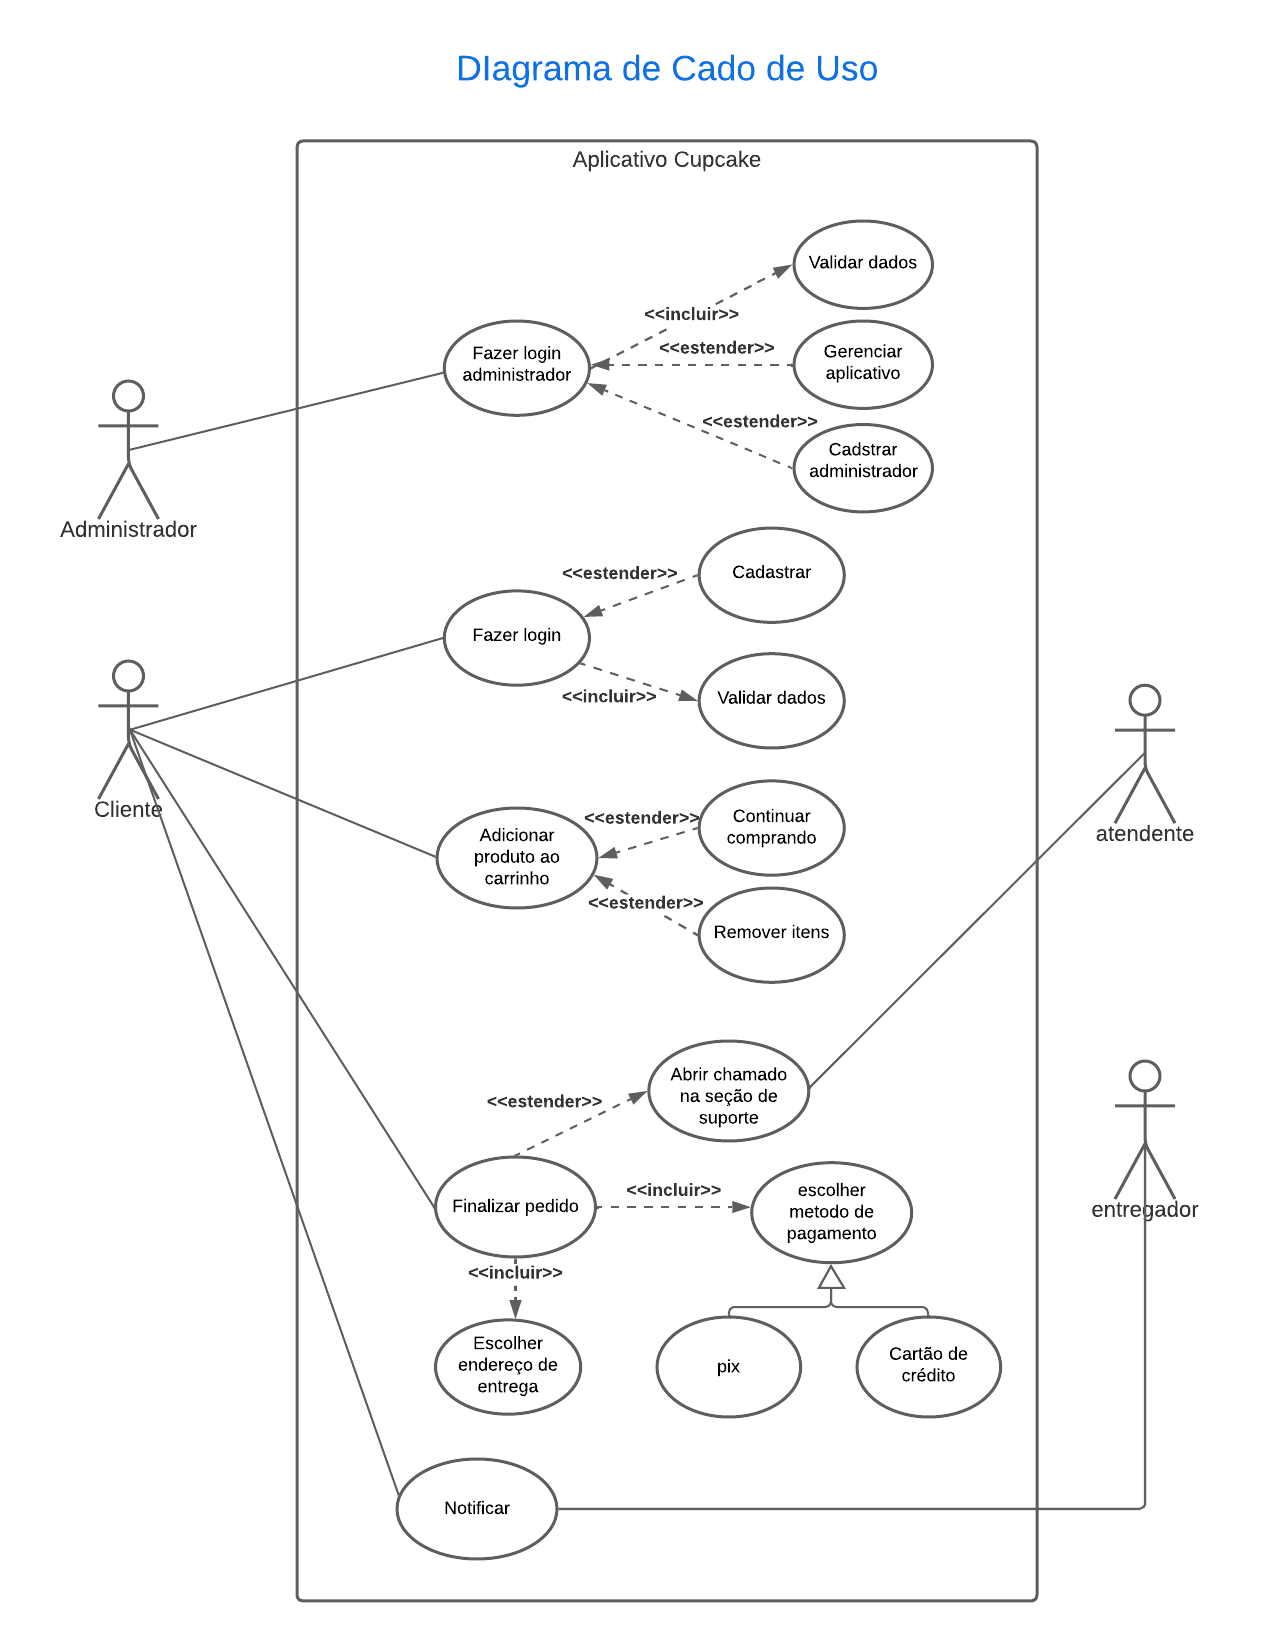 DIagrama de Cado de Uso
Aplicativo Cupcake
Validar dados
<<incluir>>
<<estender>>
Gerenciar
aplicativo
Fazer login
administrador
<<estender>>
Cadstrar
administrador
Administrador
<<estender>>
Cadastrar
Fazer login
<<incluir>>
Validar dados
Cliente
atendente
<<estender>>
Continuar
comprando
Adicionar
produto ao
carrinho
<<estender>>
Remover itens
Abrir chamado
na seção de
suporte
<<estender>>
<<incluir>>
escolher
metodo de
pagamento
Finalizar pedido
entregador
<<incluir>>
Escolher
endereço de
entrega
pix
Cartão de
crédito
Notificar